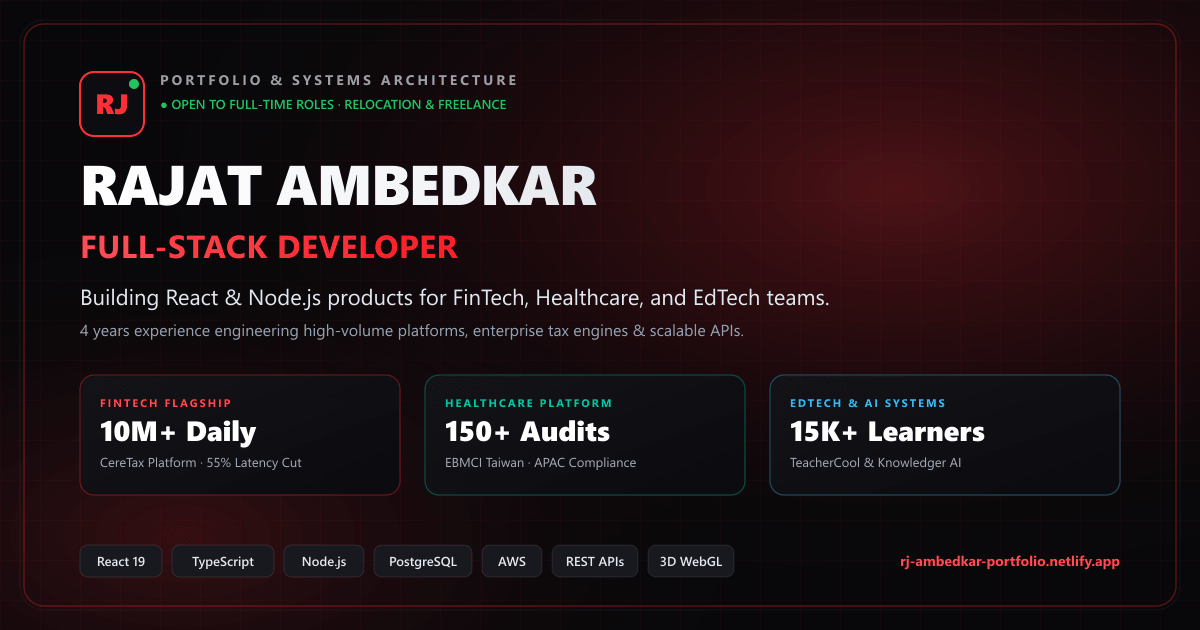 RJ
PORTFOLIO & SYSTEMS ARCHITECTURE
● OPEN TO FULL-TIME ROLES · RELOCATION & FREELANCE
RAJAT AMBEDKAR
FULL-STACK DEVELOPER
Building React & Node.js products for FinTech, Healthcare, and EdTech teams.
4 years experience engineering high-volume platforms, enterprise tax engines & scalable APIs.
FINTECH FLAGSHIP
10M+ Daily
CereTax Platform · 55% Latency Cut
HEALTHCARE PLATFORM
150+ Audits
EBMCI Taiwan · APAC Compliance
EDTECH & AI SYSTEMS
15K+ Learners
TeacherCool & Knowledger AI
React 19 TypeScript Node.js PostgreSQL AWS REST APIs 3D WebGL
rj-ambedkar-portfolio.netlify.app